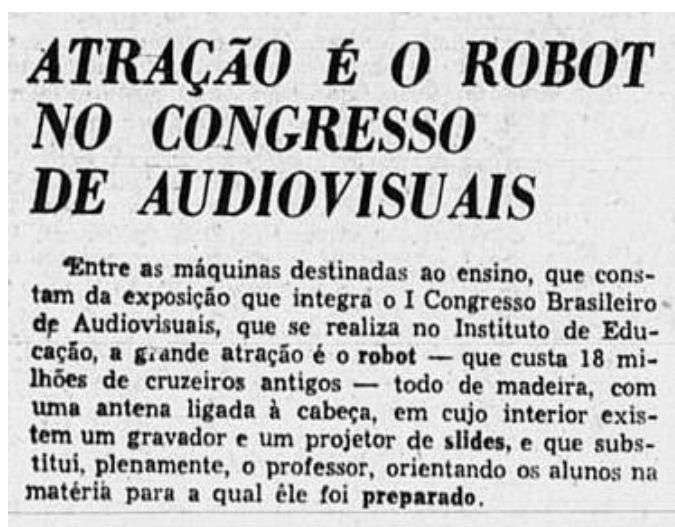 ATRAÇÃO É O ROBOT
NO CONGRESSO
DE AUDIOVISUAIS
Entre as máquinas destinadas ao ensino, que cons-
tam da exposição que integra o I Congresso Brasileiro
de Audiovisuais, que se realiza no Instituto de Edu-
cação, a grande atração é o robot — que custa 18 mi-
lhões de cruzeiros antigos — todo de madeira, com
uma antena ligada à cabeça, em cujo interior exis-
tem um gravador e um projetor de slides, e que subs-
titui, plenamente, o professor, orientando os alunos na
matéria para a qual êle foi preparado.